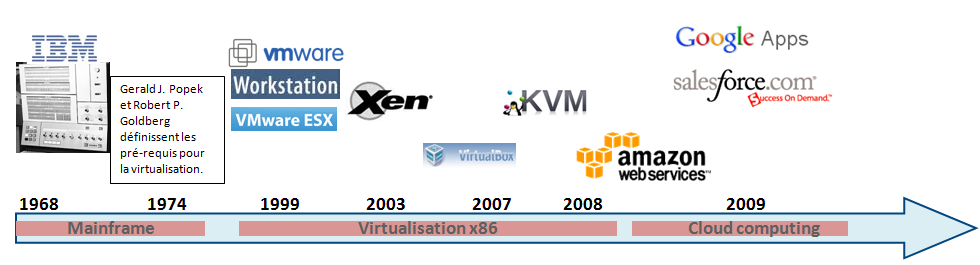 IBM
Gerald J. Popek
et Robert P.
Goldberg
définissent les
pré-requis pour
la virtualisation.
vmware
Workstation
VMware ESX
Xen
VirtualBox
KVM
amazon
web services™
Google Apps
salesforce.com®
Success On Demand.™
1968
1974
1999
2003
2007
2008
2009
Mainframe
Virtualisation x86
Cloud computing